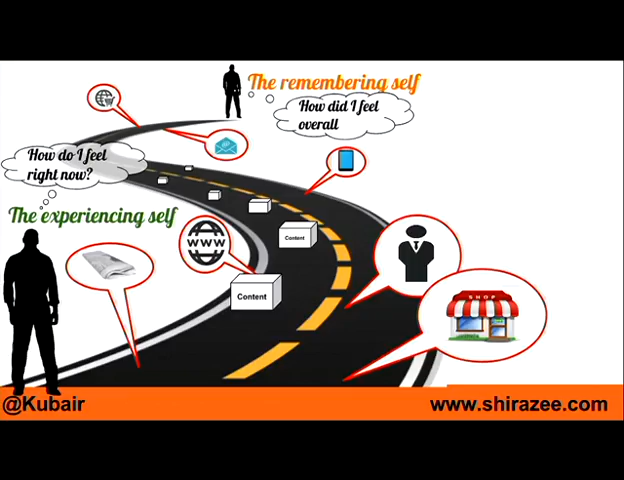 The remembering self
How did I feel
overall
How do I feel
right now?
The experiencing self
WWW
Content
Content
SHOP
@Kubair
www.shirazee.com